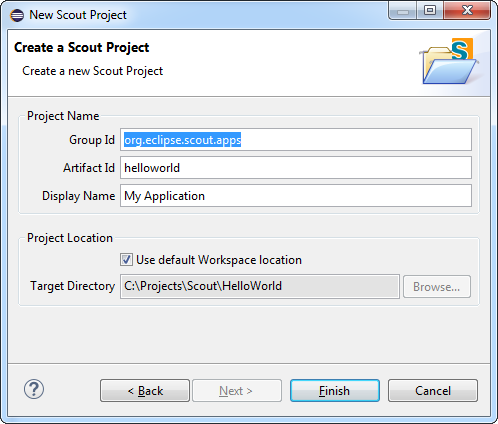 New Scout Project
Create a Scout Project
Create a new Scout Project
S
Project Name
Group Id org.eclipse.scout.apps
Artifact Id helloworld
Display Name My Application
Project Location
Use default Workspace location
Target Directory C:\Projects\Scout\HelloWorld Browse...
? < Back Next > Finish Cancel